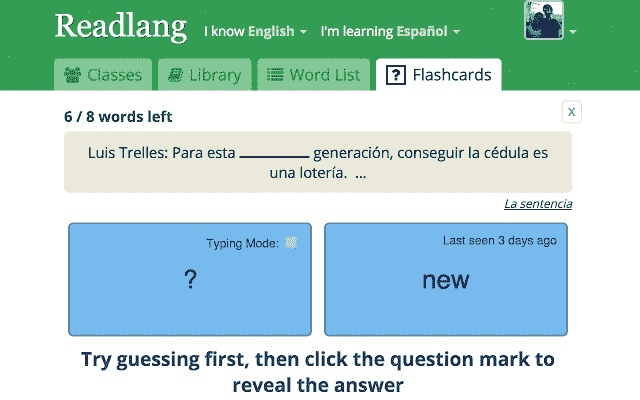 Readlang I know English I'm learning Español
Classes Library Word List ? Flashcards
6 / 8 words left X
Luis Trelles: Para esta ________ generación, conseguir la cédula es
una lotería. ...
La sentencia
Typing Mode:
?
Last seen 3 days ago
new
Try guessing first, then click the question mark to
reveal the answer